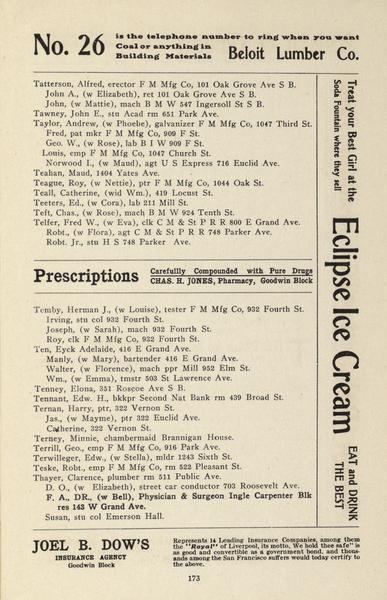 No. 26 is the telephone number to ring when you want
Coal or anything in
Building Materials Beloit Lumber Co.
Tatterson, Alfred, erector F M Mfg Co, 101 Oak Grove Ave S B.
John A., (w Elizabeth), ret 101 Oak Grove Ave S B.
John, (w Mattie), mach B M W 547 Ingersoll St S B.
Tawney, John E., stu Acad rm 651 Park Ave.
Taylor, Andrew, (w Phoebe), galvanizer F M Mfg Co, 1047 Third St.
Fred, pat mkr F M Mfg Co, 909 F St.
Geo. W., (w Rose), lab B I W 909 F St.
Louis, emp F M Mfg Co, 1047 Church St.
Norwood I., (w Maud), agt U S Express 716 Euclid Ave.
Teahan, Maud, 1404 Yates Ave.
Teague, Roy, (w Nettie), ptr F M Mfg Co, 1044 Oak St.
Teall, Catherine, (wid Wm.), 419 Locust St.
Teeters, Ed., (w Cora), lab 211 Mill St.
Teft, Chas., (w Rose), mach B M W 924 Tenth St.
Telfer, Fred W., (w Eva), clk C M & St P R R 800 E Grand Ave.
Robt., (w Flora), agt C M & St P R R 748 Parker Ave.
Robt. Jr., stu H S 748 Parker Ave.
Prescriptions Carefullly Compounded with Pure Drugs
CHAS. H. JONES, Pharmacy, Goodwin Block
Temby, Herman J., (w Louise), tester F M Mfg Co, 932 Fourth St.
Irving, stu col 932 Fourth St.
Joseph, (w Sarah), mach 932 Fourth St.
Roy, clk F M Mfg Co, 932 Fourth St.
Ten, Eyck Adelaide, 416 E Grand Ave.
Manly, (w Mary), bartender 416 E Grand Ave.
Walter, (w Florence), mach ppr Mill 952 Elm St.
Wm., (w Emma), tmstr 503 St Lawrence Ave.
Tenney, Elona, 351 Roscoe Ave S B.
Tennant, Edw. H., bkkpr Second Nat Bank rm 439 Broad St.
Ternan, Harry, ptr, 322 Vernon St.
Jas., (w Mayme), ptr 322 Euclid Ave.
Catherine, 322 Vernon St.
Terney, Minnie, chambermaid Brannigan House.
Terrill, Geo., emp F M Mfg Co, 916 Park Ave.
Terwilleger, Edw., (w Stella), mldr 1243 Sixth St.
Teske, Robt., emp F M Mfg Co, rm 523 Pleasant St.
Thayer, Clarence, plumber rm 511 Public Ave.
D. O., (w Elizabeth), street car conductor 703 Roosevelt Ave.
F. A., DR., (w Bell), Physician & Surgeon Ingle Carpenter Blk
res 163 W Grand Ave.
Susan, stu col Emerson Hall.
Treat your Best Girl at the
Soda Fountain where they sell
Eclipse Ice Cream
EAT and DRINK
THE BEST
JOEL B. DOW'S
INSURANCE AGENCY
Goodwin Block
Represents 14 Leading Insurance Companies, among them
the "Royal" of Liverpool, its motto, We hold thee safe" is
as good and convertible as a government bond, and thous-
ands among the San Francisco suffers would today certify to
the above.
173